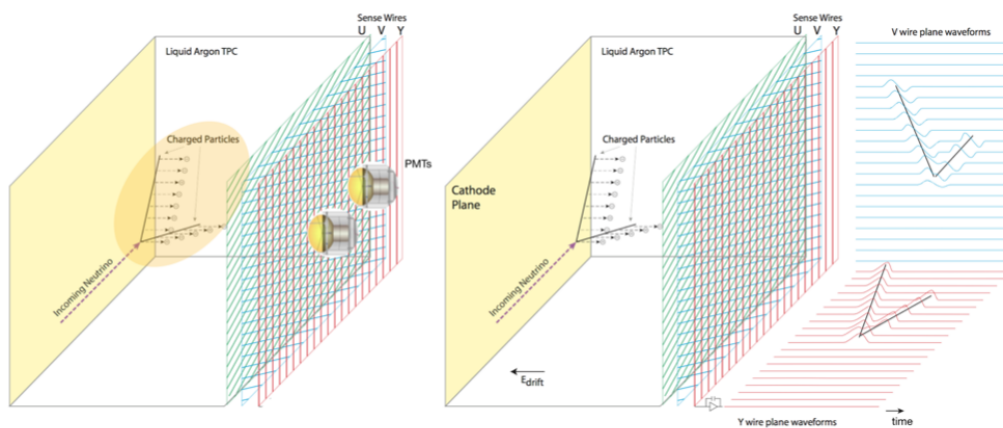 Sense Wires
U V Y
Liquid Argon TPC
Charged Particles
PMTs
Incoming Neutrino
Sense Wires
U V Y
Liquid Argon TPC
Charged Particles
Cathode
Plane
Incoming Neutrino
Edrift
V wire plane waveforms
Y wire plane waveforms
time